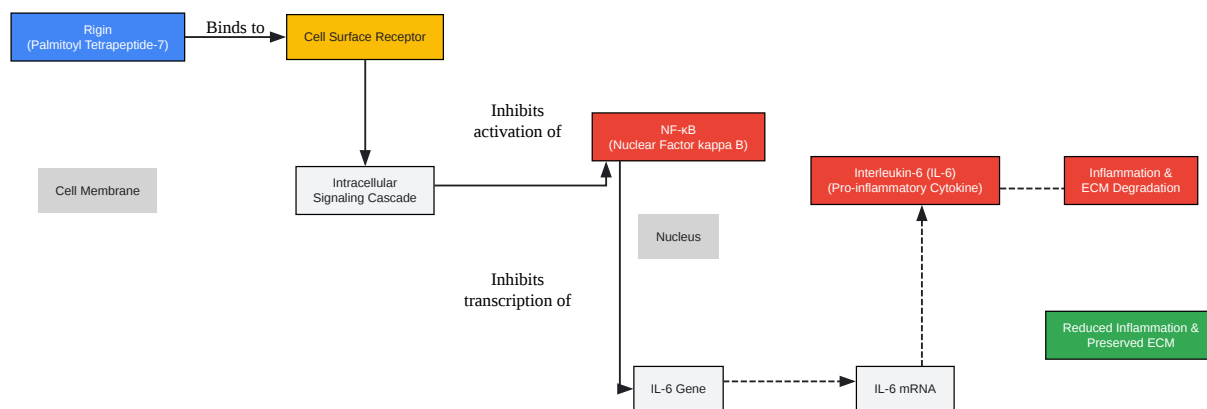 Rigin
(Palmitoyl Tetrapeptide-7)
Binds to
Cell Surface Receptor
Inhibits
activation of
NF-κB
(Nuclear Factor kappa B)
Intracellular
Signaling Cascade
Cell Membrane
Interleukin-6 (IL-6)
(Pro-inflammatory Cytokine)
Inflammation &
ECM Degradation
Nucleus
Inhibits
transcription of
Reduced Inflammation &
Preserved ECM
IL-6 Gene
IL-6 mRNA